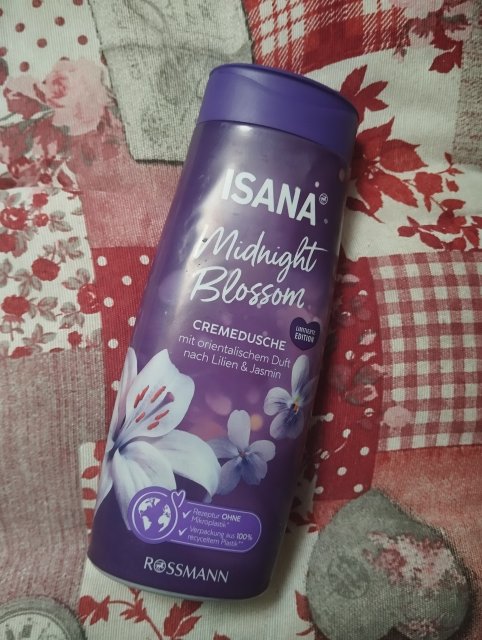 ISANA
Midnight
Blossom
CREMEDUSCHE
mit orientalischem Duft
nach Lilien & Jasmin
LIMITIERTE
EDITION
Rezeptur OHNE
Mikroplastik*
Verpackung aus 100%
recyceltem Plastik**
ROSSMANN